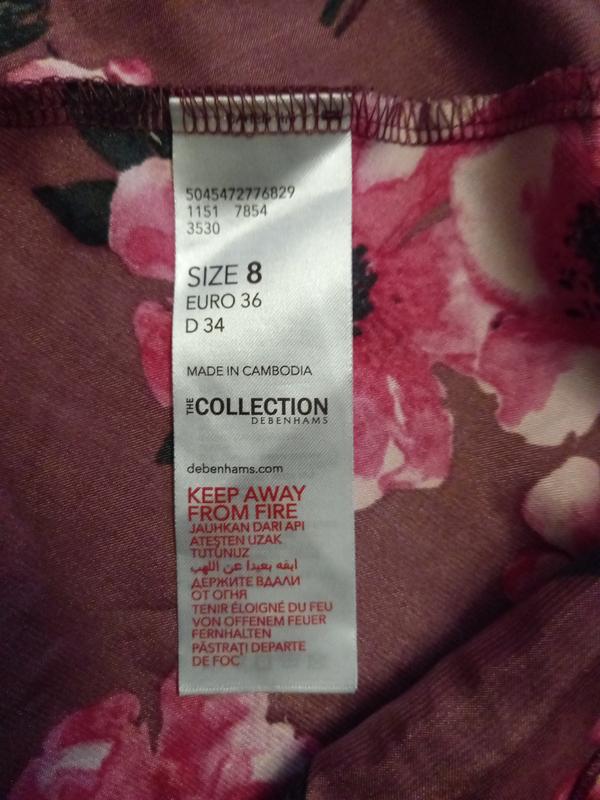 5045472776829
1151 7854
3530
SIZE 8
EURO 36
D 34
MADE IN CAMBODIA
THE COLLECTION
DEBENHAMS
debenhams.com
KEEP AWAY
FROM FIRE
JAUHKAN DARI API
ATEŞTEN UZAK
TUTUNUZ
ابقه بعيدا عن اللهب
ДЕРЖИТЕ ВДАЛИ
ОТ ОГНЯ
TENIR ÉLOIGNÉ DU FEU
VON OFFENEM FEUER
FERNHALTEN
PĂSTRAŢI DEPARTE
DE FOC